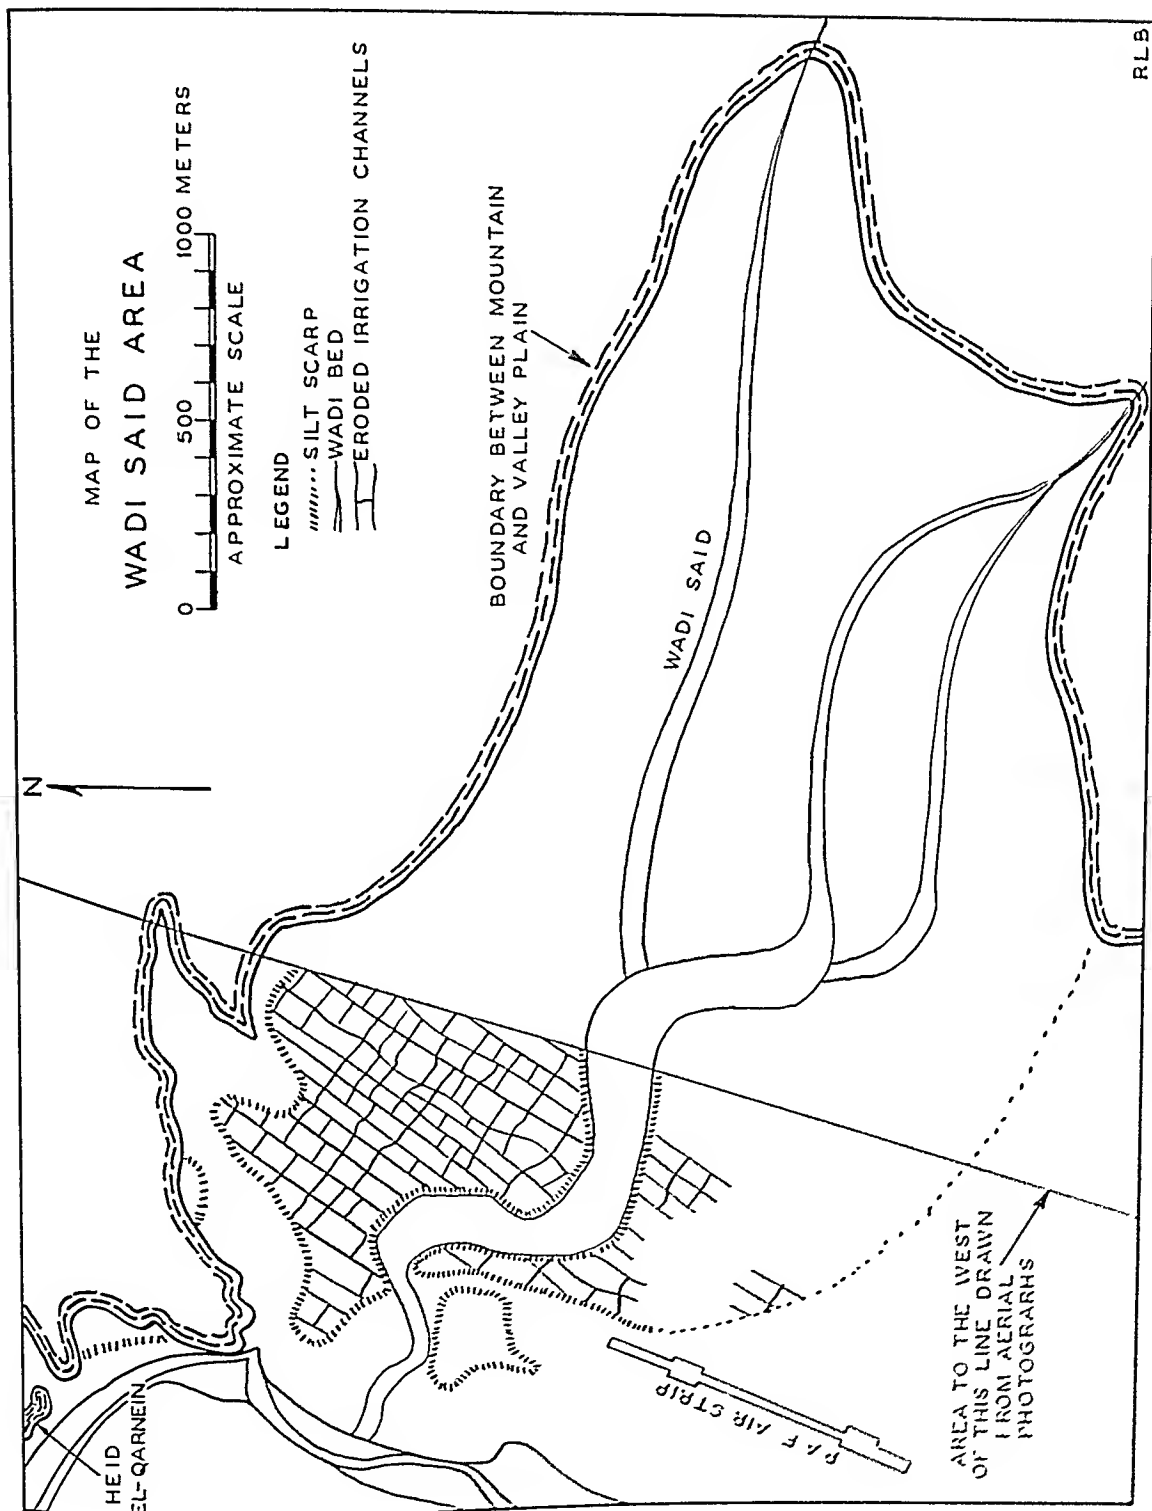 MAP OF THE
WADI SAID AREA
0 500 1000 METERS
APPROXIMATE SCALE
LEGEND
SILT SCARP
WADI BED
ERODED IRRIGATION CHANNELS
N
BOUNDARY BETWEEN MOUNTAIN
AND VALLEY PLAIN
WADI SAID
HEID
EL-QARNEIN
RAF AIR STRIP
AREA TO THE WEST
OF THIS LINE DRAWN
FROM AERIAL
PHOTOGRAPHS
RLB